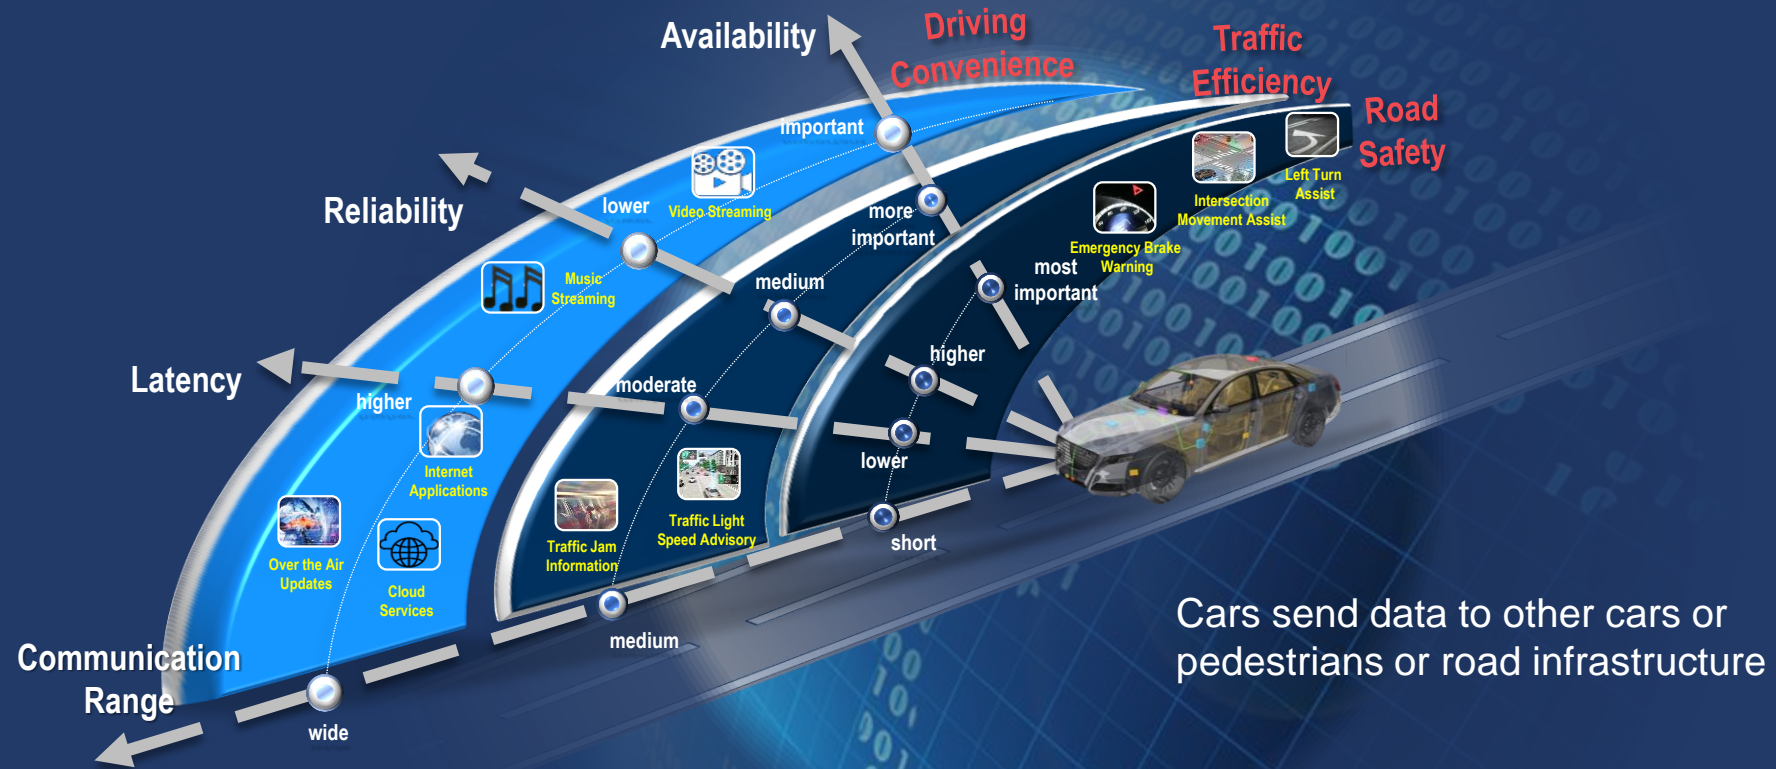 Availability
Driving
Convenience
Traffic
Efficiency
Road
Safety
important
Reliability
lower
Video Streaming
more
important
Left Turn
Assist
Intersection
Movement Assist
Emergency Brake
Warning
Music
Streaming
medium
most
important
Latency
higher
moderate
higher
Internet
Applications
lower
Traffic Light
Speed Advisory
Traffic Jam
Information
short
Over the Air
Updates
Cloud
Services
medium
Communication
Range
wide
Cars send data to other cars or
pedestrians or road infrastructure